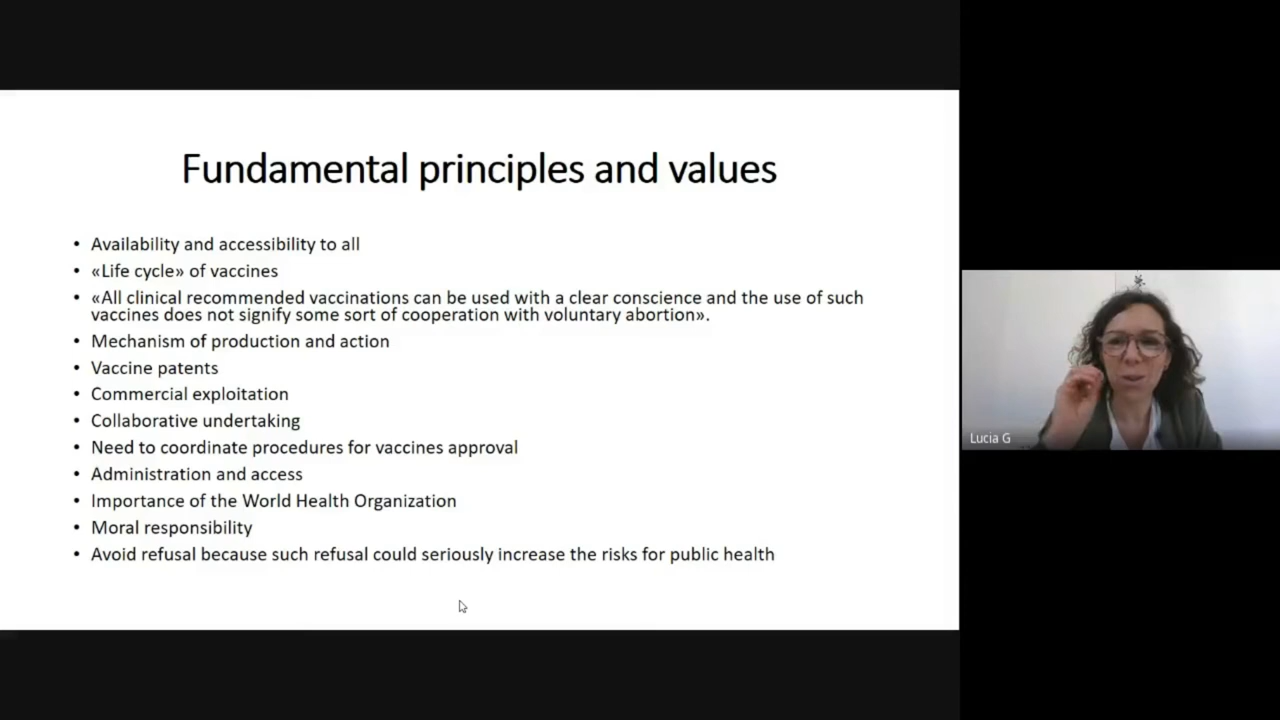 Fundamental principles and values
• Availability and accessibility to all
• «Life cycle» of vaccines
• «All clinical recommended vaccinations can be used with a clear conscience and the use of such
vaccines does not signify some sort of cooperation with voluntary abortion».
• Mechanism of production and action
• Vaccine patents
• Commercial exploitation
• Collaborative undertaking
• Need to coordinate procedures for vaccines approval
• Administration and access
• Importance of the World Health Organization
• Moral responsibility
• Avoid refusal because such refusal could seriously increase the risks for public health
Lucia G